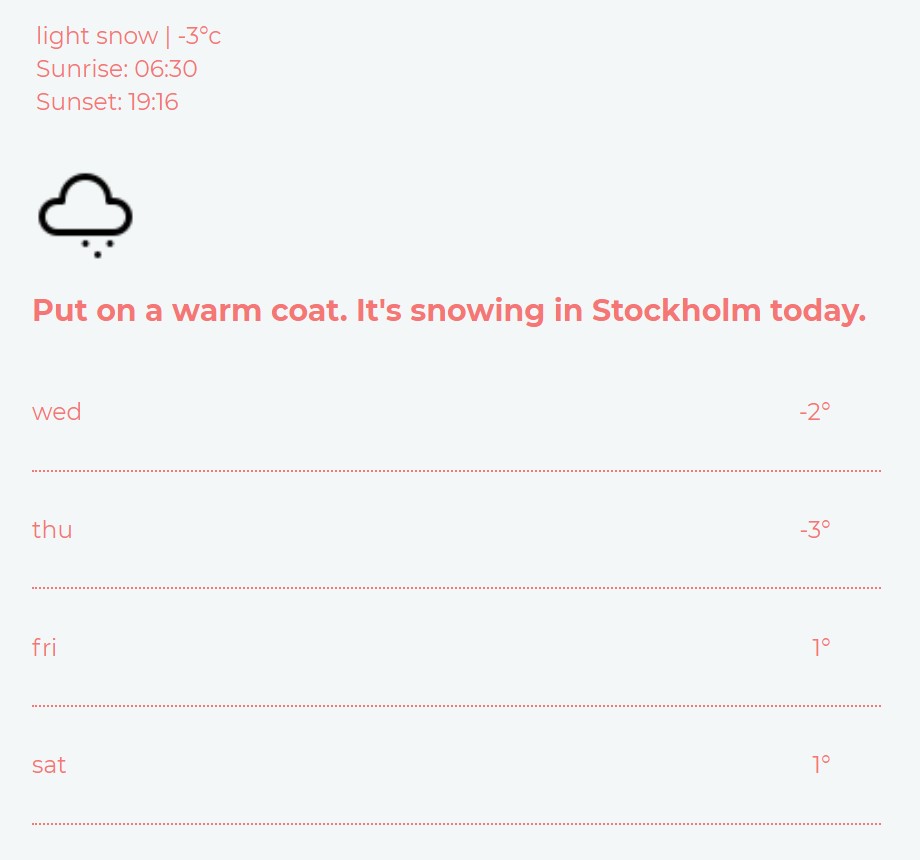 light snow | -3°c
Sunrise: 06:30
Sunset: 19:16
Put on a warm coat. It's snowing in Stockholm today.
wed -2°
thu -3°
fri 1°
sat 1°